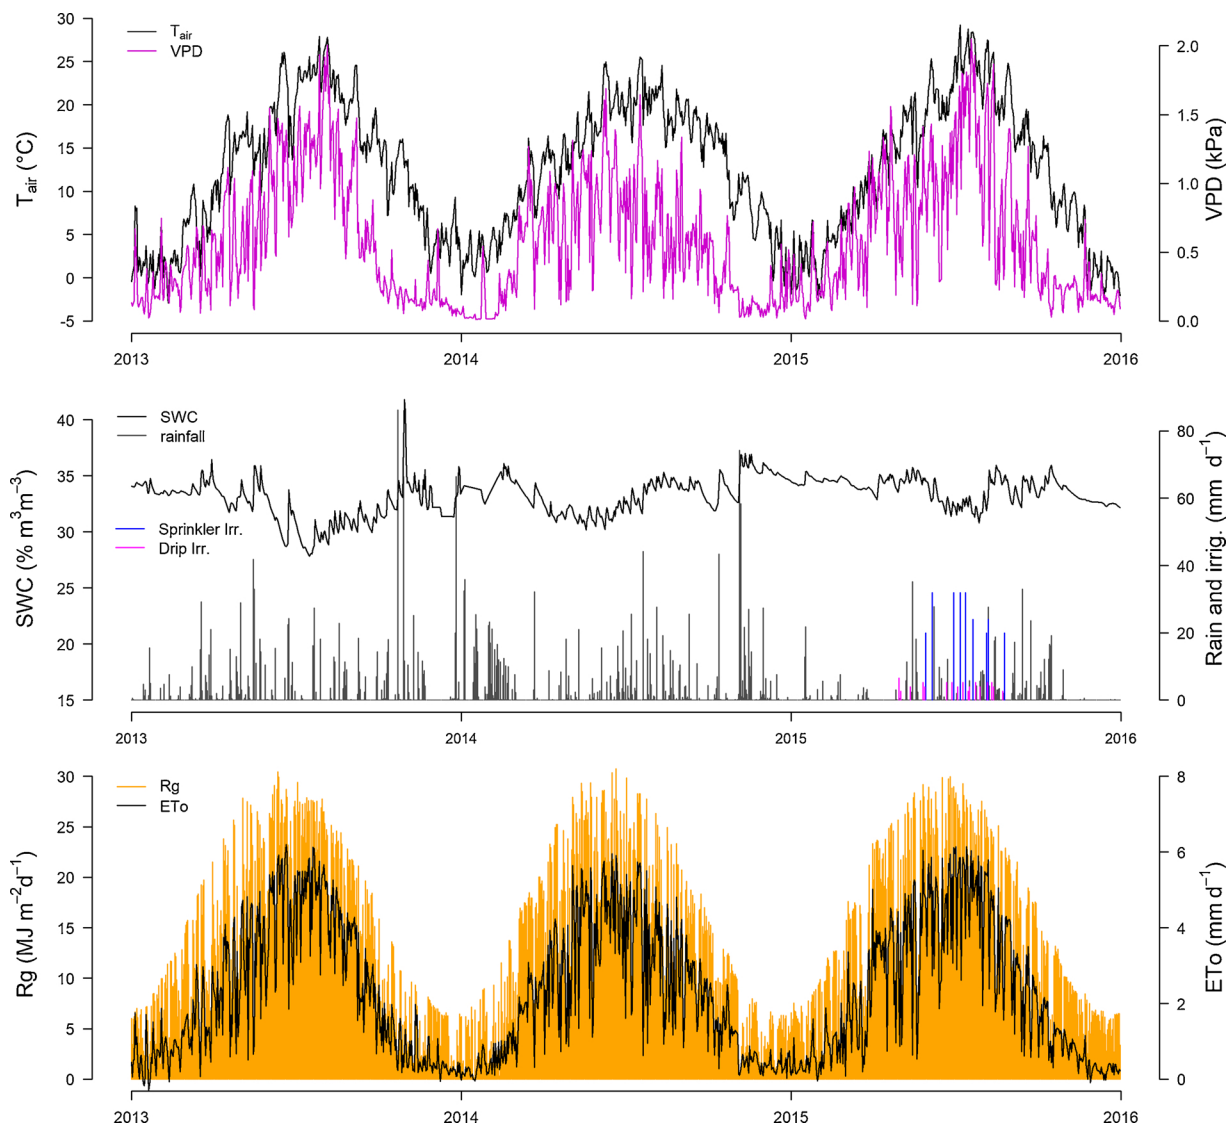 30
25
20
15
10
5
0
−5
T_air (°C)
T_air
VPD
2.0
1.5
1.0
0.5
0.0
VPD (kPa)
2013 2014 2015 2016
40
35
30
25
20
15
SWC (% m³m⁻³)
SWC
rainfall
Sprinkler Irr.
Drip Irr.
80
60
40
20
0
Rain and irrig. (mm d⁻¹)
2013 2014 2015 2016
30
25
20
15
10
5
0
Rg (MJ m⁻²d⁻¹)
Rg
ETo
8
6
4
2
0
ETo (mm d⁻¹)
2013 2014 2015 2016